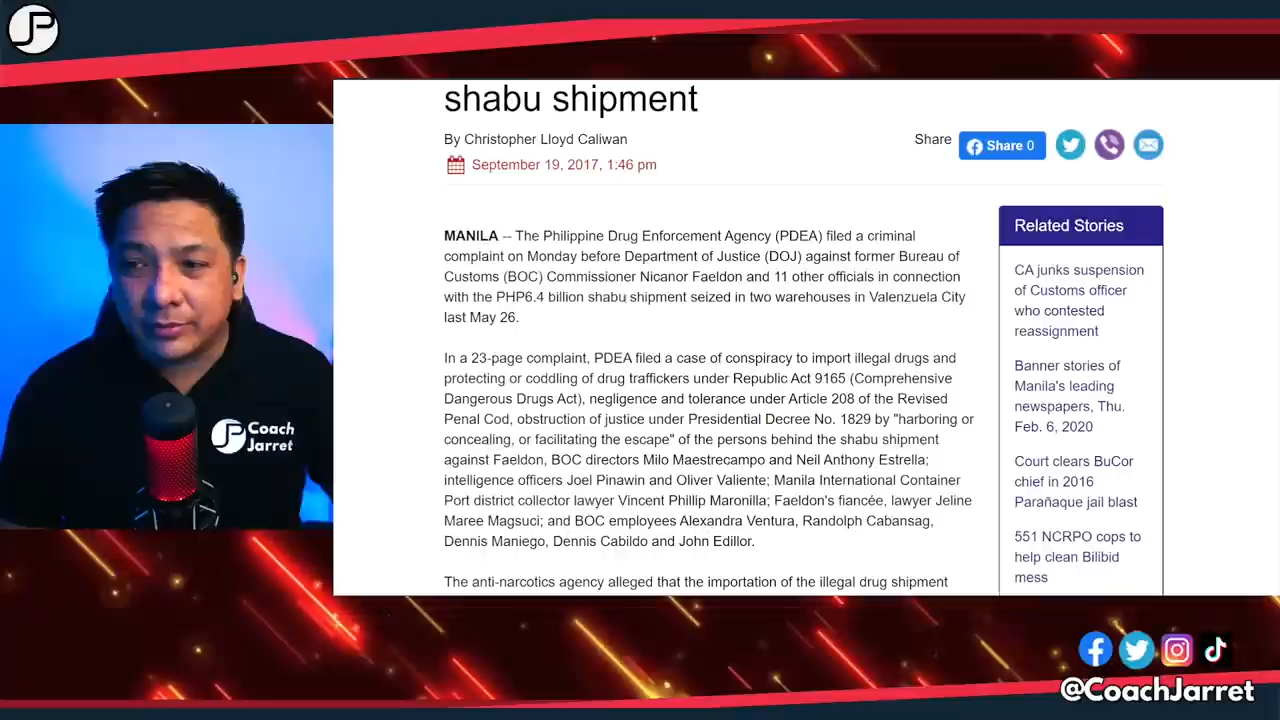 shabu shipment
By Christopher Lloyd Caliwan
September 19, 2017, 1:46 pm
Share
Share 0
MANILA -- The Philippine Drug Enforcement Agency (PDEA) filed a criminal
complaint on Monday before Department of Justice (DOJ) against former Bureau of
Customs (BOC) Commissioner Nicanor Faeldon and 11 other officials in connection
with the PHP6.4 billion shabu shipment seized in two warehouses in Valenzuela City
last May 26.
In a 23-page complaint, PDEA filed a case of conspiracy to import illegal drugs and
protecting or coddling of drug traffickers under Republic Act 9165 (Comprehensive
Dangerous Drugs Act), negligence and tolerance under Article 208 of the Revised
Penal Cod, obstruction of justice under Presidential Decree No. 1829 by "harboring or
concealing, or facilitating the escape" of the persons behind the shabu shipment
against Faeldon, BOC directors Milo Maestrecampo and Neil Anthony Estrella;
intelligence officers Joel Pinawin and Oliver Valiente; Manila International Container
Port district collector lawyer Vincent Phillip Maronilla; Faeldon's fiancée, lawyer Jeline
Maree Magsuci; and BOC employees Alexandra Ventura, Randolph Cabansag,
Dennis Maniego, Dennis Cabildo and John Edillor.
The anti-narcotics agency alleged that the importation of the illegal drug shipment
Related Stories
CA junks suspension
of Customs officer
who contested
reassignment
Banner stories of
Manila's leading
newspapers, Thu.
Feb. 6, 2020
Court clears BuCor
chief in 2016
Parañaque jail blast
551 NCRPO cops to
help clean Bilibid
mess
Coach
Jarret
@CoachJarret